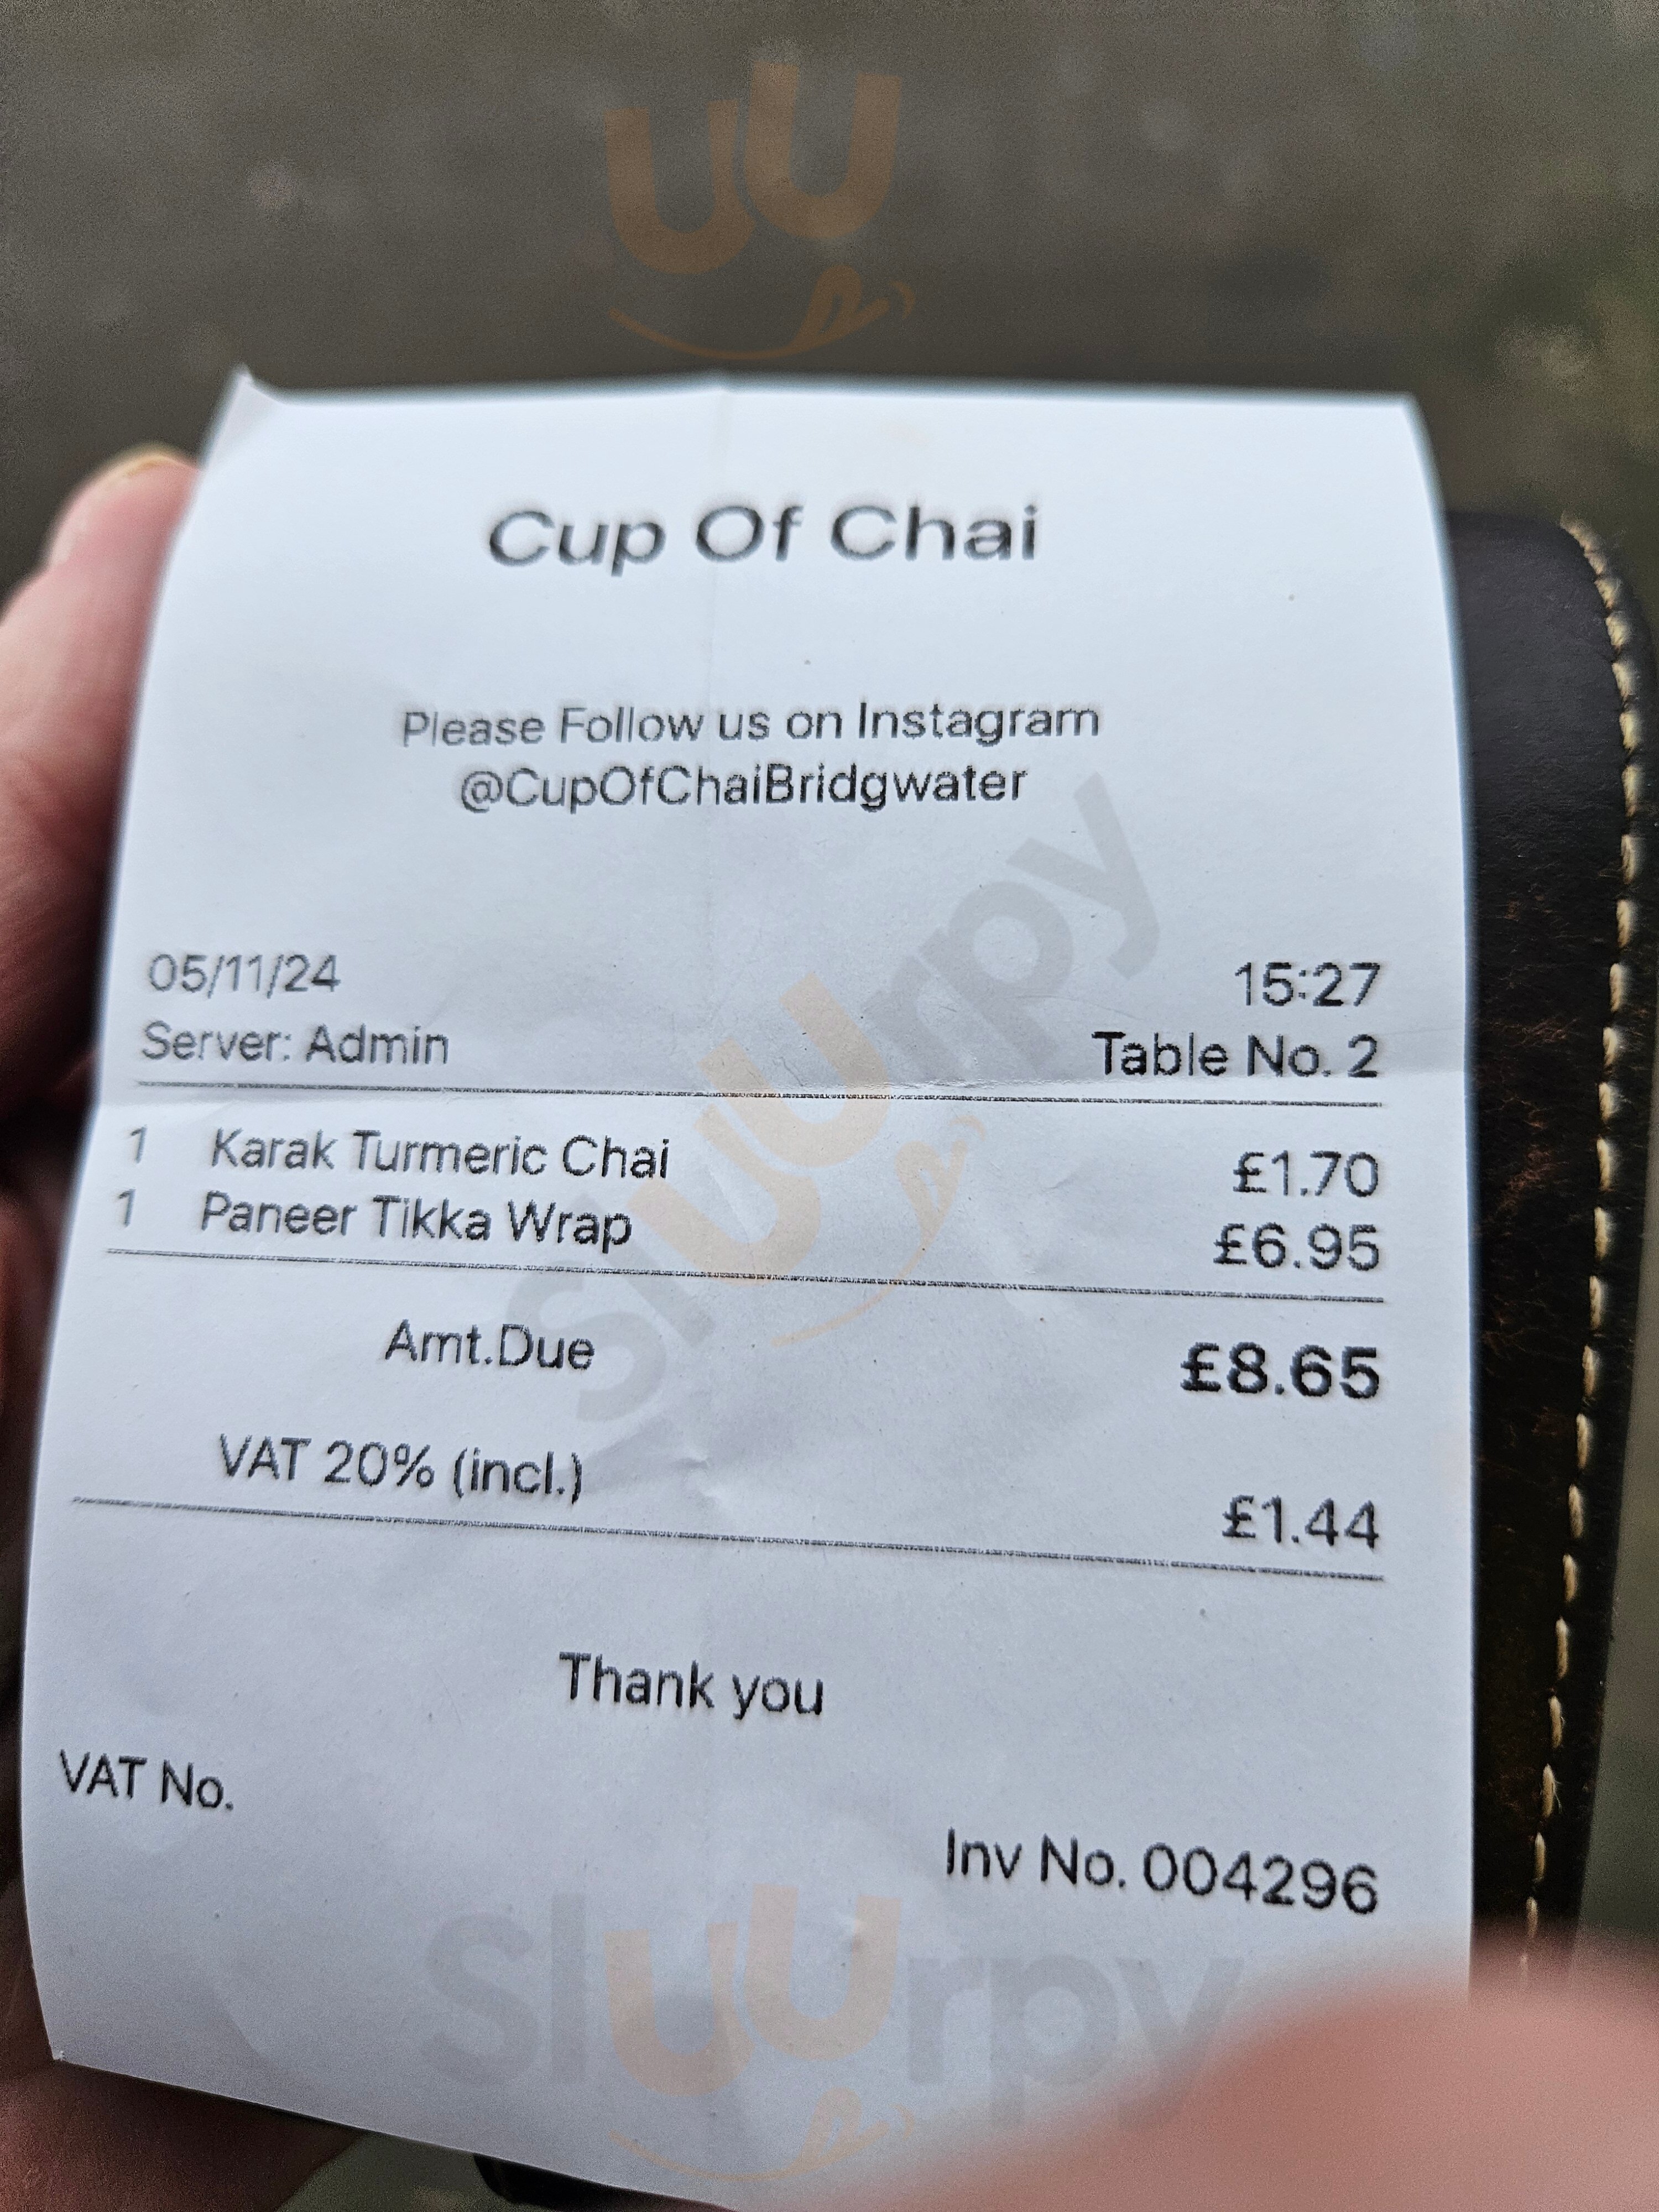 Cup Of Chai
Please Follow us on Instagram
@CupOfChaiBridgwater
05/11/24 15:27
Server: Admin Table No. 2
1 Karak Turmeric Chai £1.70
1 Paneer Tikka Wrap £6.95
Amt.Due £8.65
VAT 20% (incl.) £1.44
Thank you
VAT No.
Inv No. 004296
Sluurpy
Sluurpy